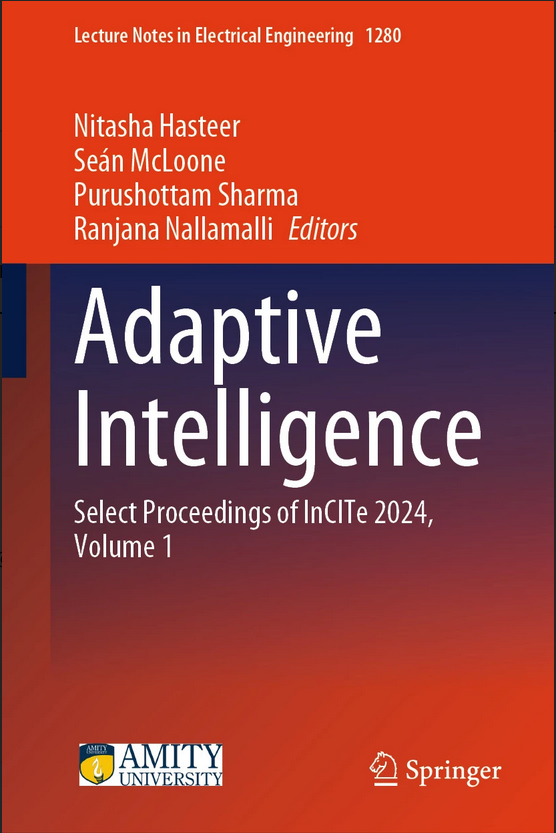 Lecture Notes in Electrical Engineering 1280
Nitasha Hasteer
Seán McLoone
Purushottam Sharma
Ranjana Nallamalli Editors
Adaptive
Intelligence
Select Proceedings of InCITe 2024,
Volume 1
AMITY
AMITY
UNIVERSITY
Springer